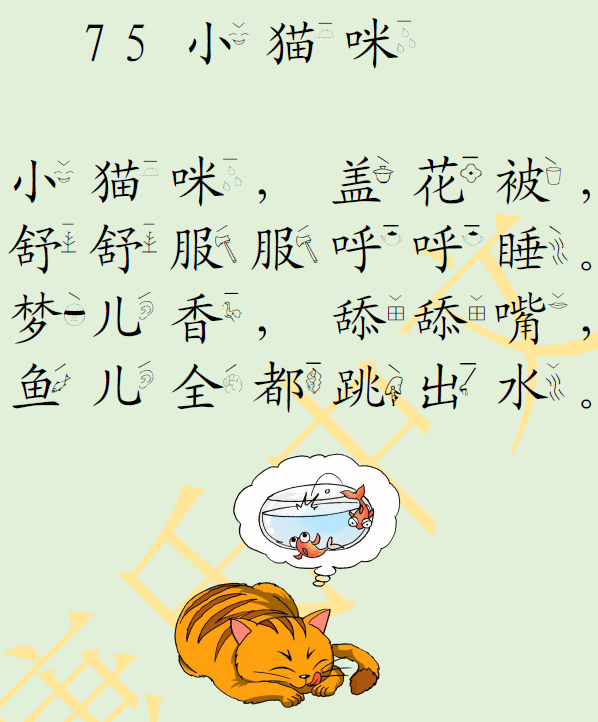 75 小猫咪
小猫咪，盖花被，
舒舒服服呼呼睡。
梦儿香，舔舔嘴，
鱼儿全都跳出水。